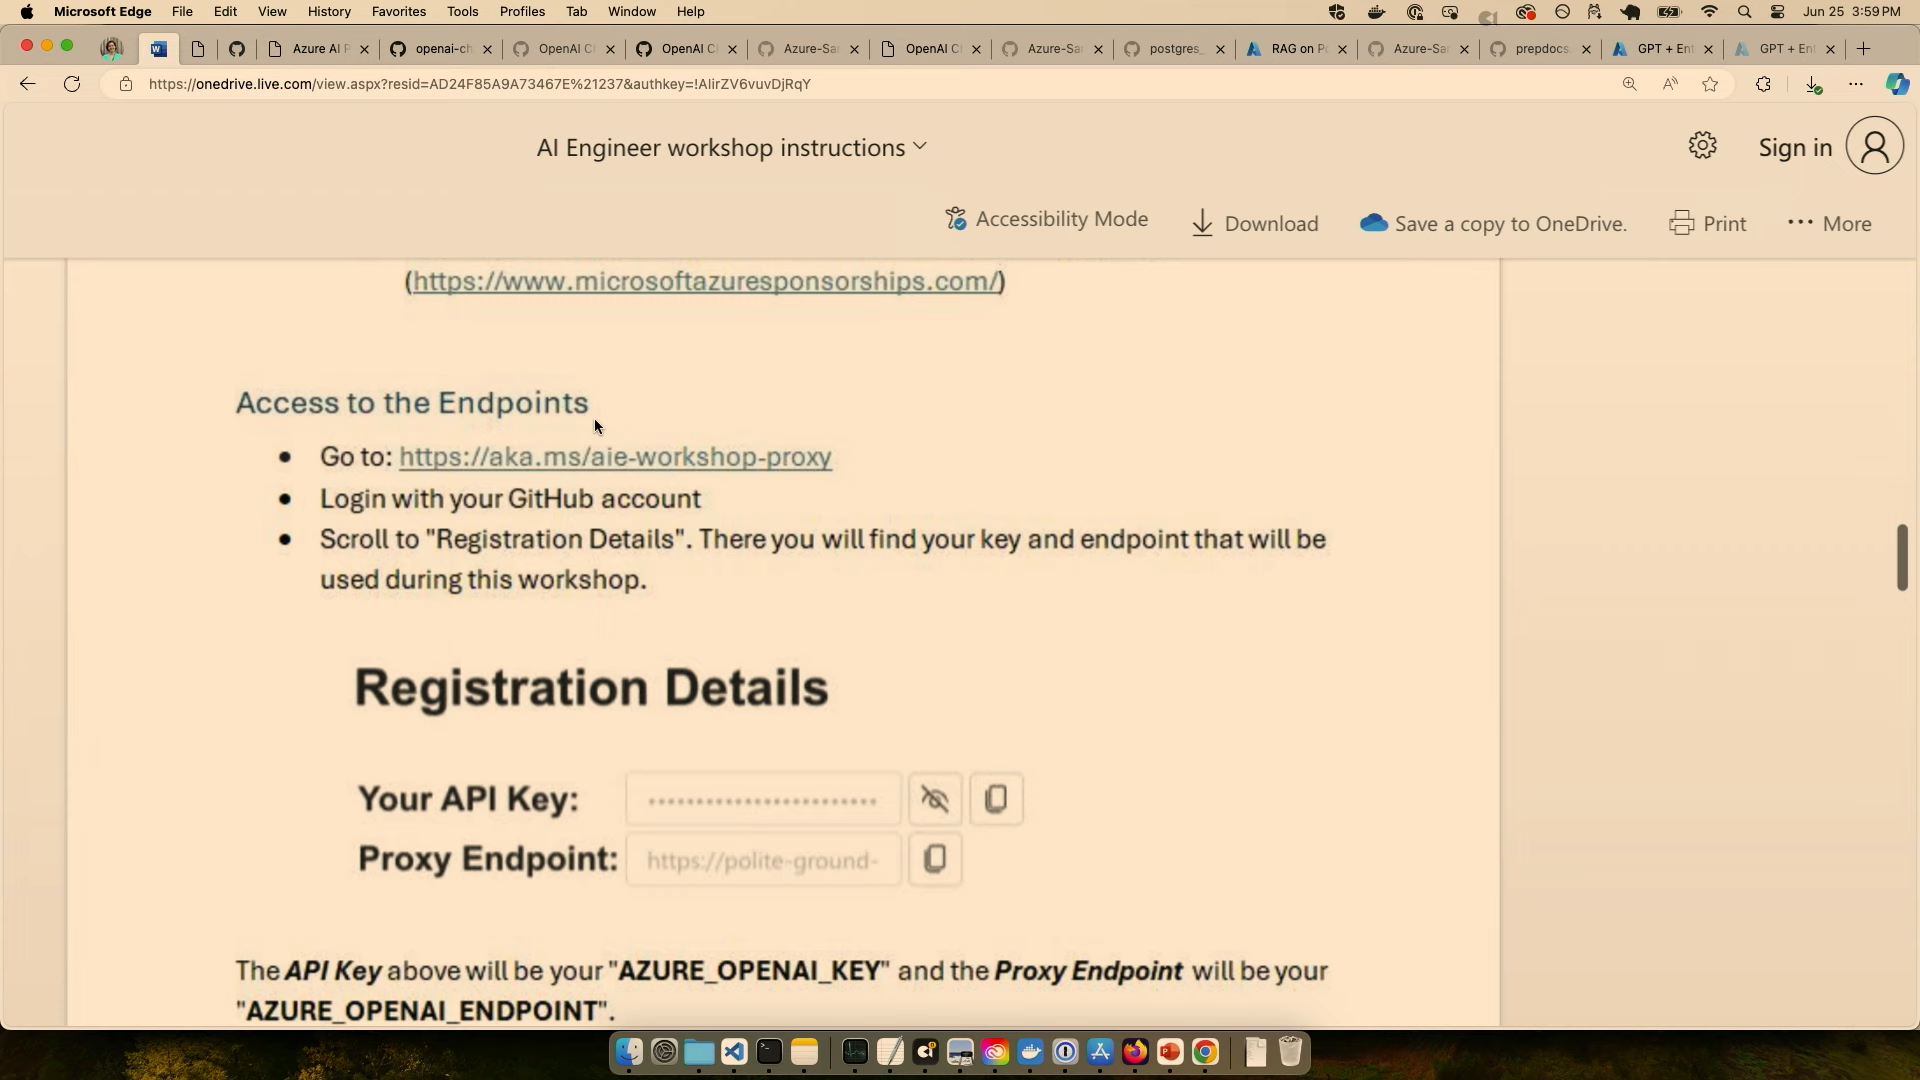 Microsoft Edge File Edit View History Favorites Tools Profiles Tab Window Help Jun 25 3:59 PM
Azure AI P openai-ch OpenAI C OpenAI C Azure-Sa OpenAI C Azure-Sa postgres_ RAG on P Azure-Sa prepdocs. GPT + Ent GPT + Ent
https://onedrive.live.com/view.aspx?resid=AD24F85A9A73467E%21237&authkey=!AIirZV6vuvDjRqY
AI Engineer workshop instructions
Sign in
Accessibility Mode Download Save a copy to OneDrive. Print More
(https://www.microsoftazuresponsorships.com/)
Access to the Endpoints
• Go to: https://aka.ms/aie-workshop-proxy
• Login with your GitHub account
• Scroll to "Registration Details". There you will find your key and endpoint that will be
used during this workshop.
Registration Details
Your API Key:
Proxy Endpoint: https://polite-ground-
The API Key above will be your "AZURE_OPENAI_KEY" and the Proxy Endpoint will be your
"AZURE_OPENAI_ENDPOINT".